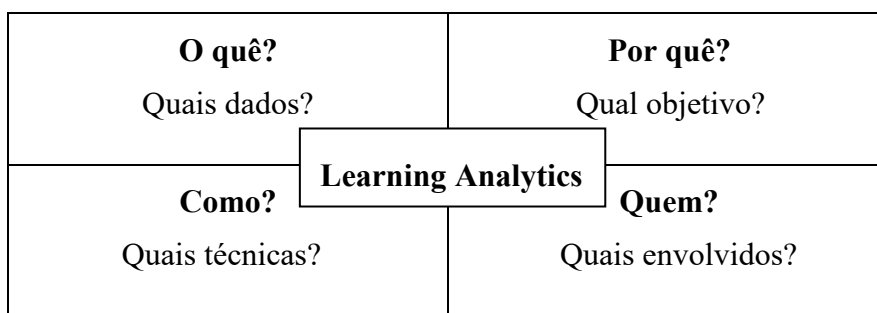 O quê?
Por quê?
Quais dados?
Qual objetivo?
Learning Analytics
Como?
Quem?
Quais técnicas?
Quais envolvidos?